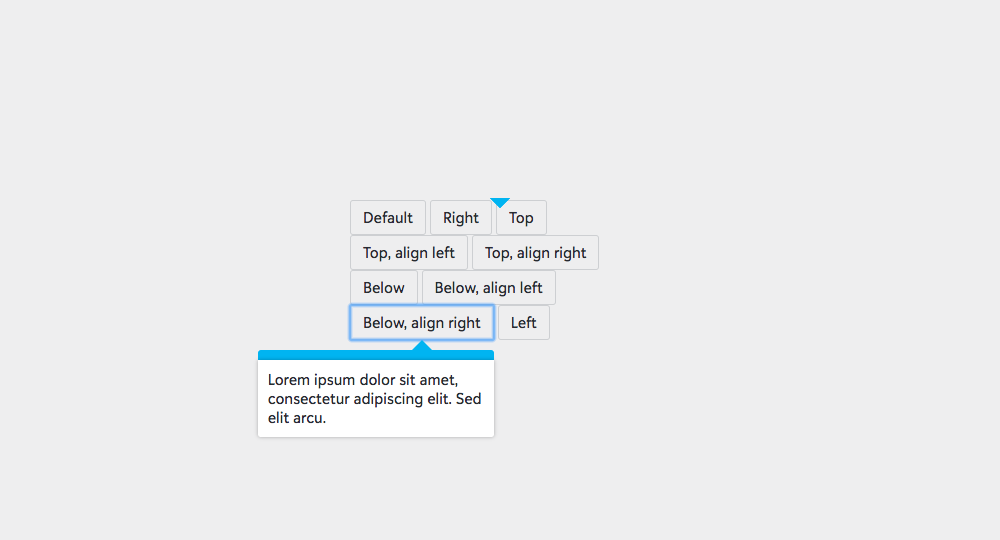 Default Right Top
Top, align left Top, align right
Below Below, align left
Below, align right Left
Lorem ipsum dolor sit amet,
consectetur adipiscing elit. Sed
elit arcu.